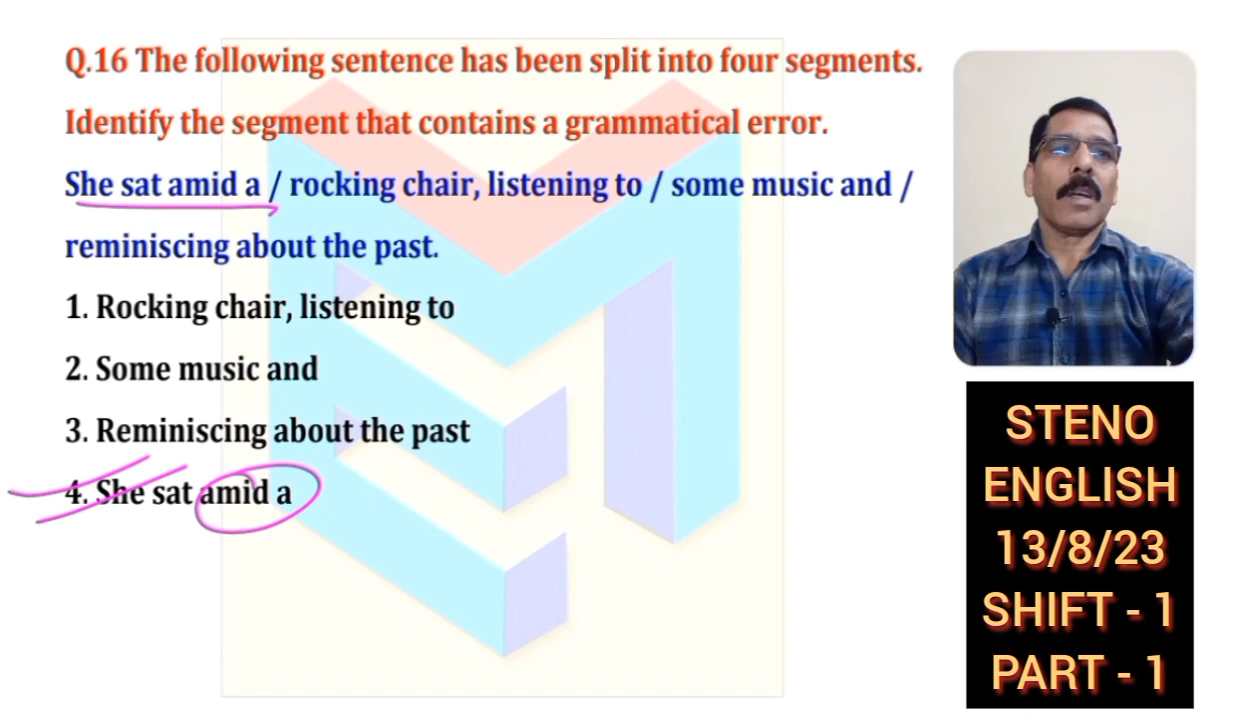 Q.16 The following sentence has been split into four segments.
Identify the segment that contains a grammatical error.
She sat amid a / rocking chair, listening to / some music and /
reminiscing about the past.
1. Rocking chair, listening to
2. Some music and
3. Reminiscing about the past
4. She sat amid a
STENO
ENGLISH
13/8/23
SHIFT - 1
PART - 1